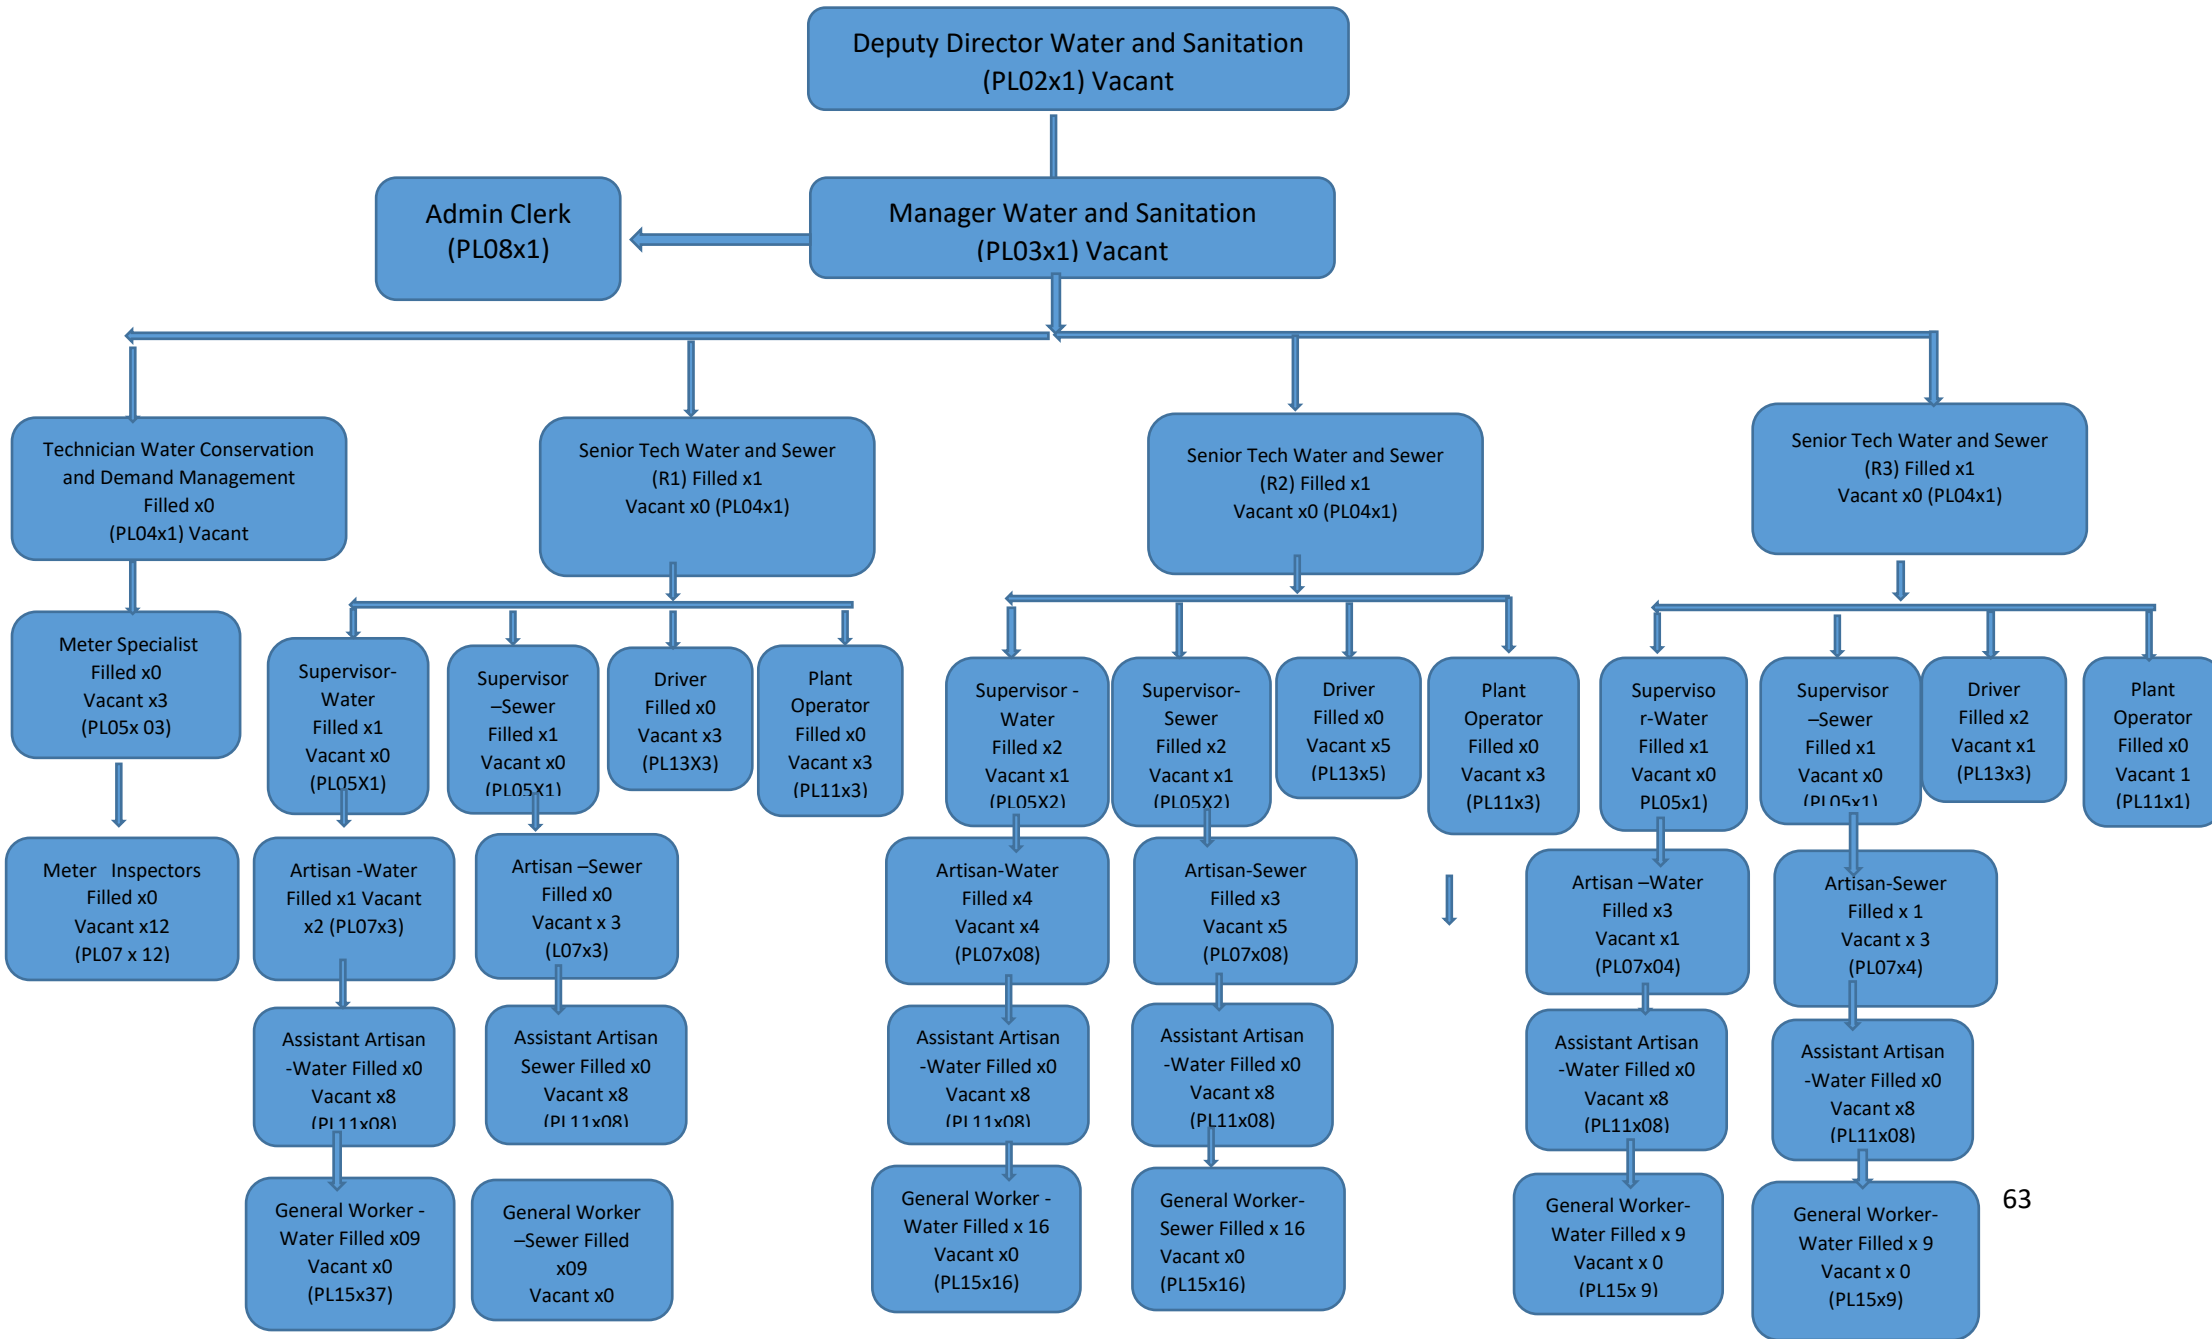 Deputy Director Water and Sanitation
(PL02x1) Vacant
Admin Clerk
(PL08x1)
Manager Water and Sanitation
(PL03x1) Vacant
Technician Water Conservation
and Demand Management
Filled x0
(PL04x1) Vacant
Senior Tech Water and Sewer
(R1) Filled x1
Vacant x0 (PL04x1)
Senior Tech Water and Sewer
(R2) Filled x1
Vacant x0 (PL04x1)
Senior Tech Water and Sewer
(R3) Filled x1
Vacant x0 (PL04x1)
Meter Specialist
Filled x0
Vacant x3
(PL05x 03)
Supervisor-
Water
Filled x1
Vacant x0
(PL05X1)
Supervisor
–Sewer
Filled x1
Vacant x0
(PL05X1)
Driver
Filled x0
Vacant x3
(PL13X3)
Plant
Operator
Filled x0
Vacant x3
(PL11x3)
Supervisor -
Water
Filled x2
Vacant x1
(PL05X2)
Supervisor-
Sewer
Filled x2
Vacant x1
(PL05X2)
Driver
Filled x0
Vacant x5
(PL13x5)
Plant
Operator
Filled x0
Vacant x3
(PL11x3)
Superviso
r-Water
Filled x1
Vacant x0
PL05x1)
Supervisor
–Sewer
Filled x1
Vacant x0
(PL05x1)
Driver
Filled x2
Vacant x1
(PL13x3)
Plant
Operator
Filled x0
Vacant 1
(PL11x1)
Meter Inspectors
Filled x0
Vacant x12
(PL07 x 12)
Artisan -Water
Filled x1 Vacant
x2 (PL07x3)
Artisan –Sewer
Filled x0
Vacant x 3
(L07x3)
Artisan-Water
Filled x4
Vacant x4
(PL07x08)
Artisan-Sewer
Filled x3
Vacant x5
(PL07x08)
Artisan –Water
Filled x3
Vacant x1
(PL07x04)
Artisan-Sewer
Filled x 1
Vacant x 3
(PL07x4)
Assistant Artisan
-Water Filled x0
Vacant x8
(PL11x08)
Assistant Artisan
Sewer Filled x0
Vacant x8
(PL11x08)
Assistant Artisan
-Water Filled x0
Vacant x8
(PL11x08)
Assistant Artisan
-Water Filled x0
Vacant x8
(PL11x08)
Assistant Artisan
-Water Filled x0
Vacant x8
(PL11x08)
Assistant Artisan
-Water Filled x0
Vacant x8
(PL11x08)
General Worker -
Water Filled x09
Vacant x0
(PL15x37)
General Worker
–Sewer Filled
x09
Vacant x0
General Worker -
Water Filled x 16
Vacant x0
(PL15x16)
General Worker-
Sewer Filled x 16
Vacant x0
(PL15x16)
General Worker-
Water Filled x 9
Vacant x 0
(PL15x 9)
General Worker-
Water Filled x 9
Vacant x 0
(PL15x9)
63